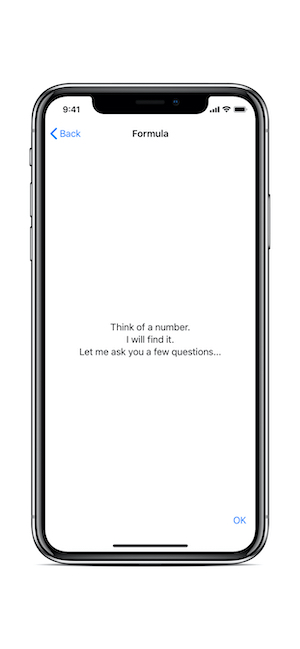 9:41
Back Formula
Think of a number.
I will find it.
Let me ask you a few questions...
OK